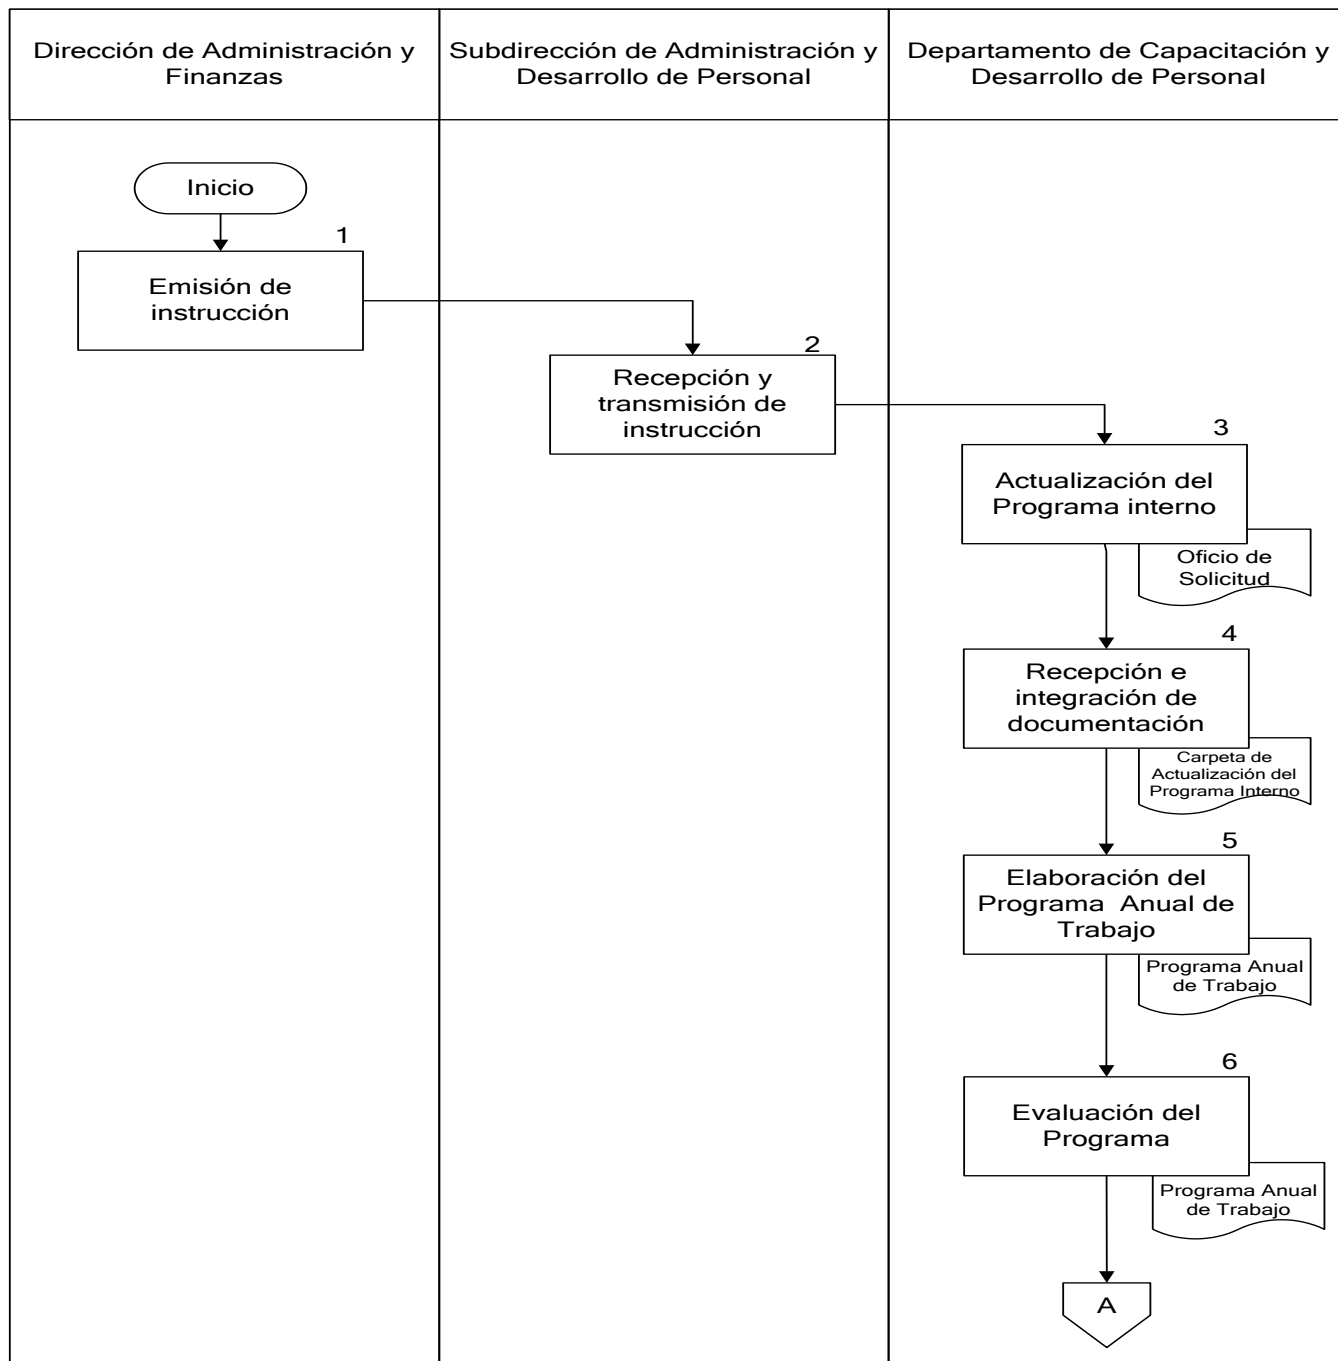 Dirección de Administración y
Finanzas
Subdirección de Administración y
Desarrollo de Personal
Departamento de Capacitación y
Desarrollo de Personal
Inicio
1
Emisión de
instrucción
2
Recepción y
transmisión de
instrucción
3
Actualización del
Programa interno
Oficio de
Solicitud
4
Recepción e
integración de
documentación
Carpeta de
Actualización del
Programa Interno
5
Elaboración del
Programa Anual de
Trabajo
Programa Anual
de Trabajo
6
Evaluación del
Programa
Programa Anual
de Trabajo
A